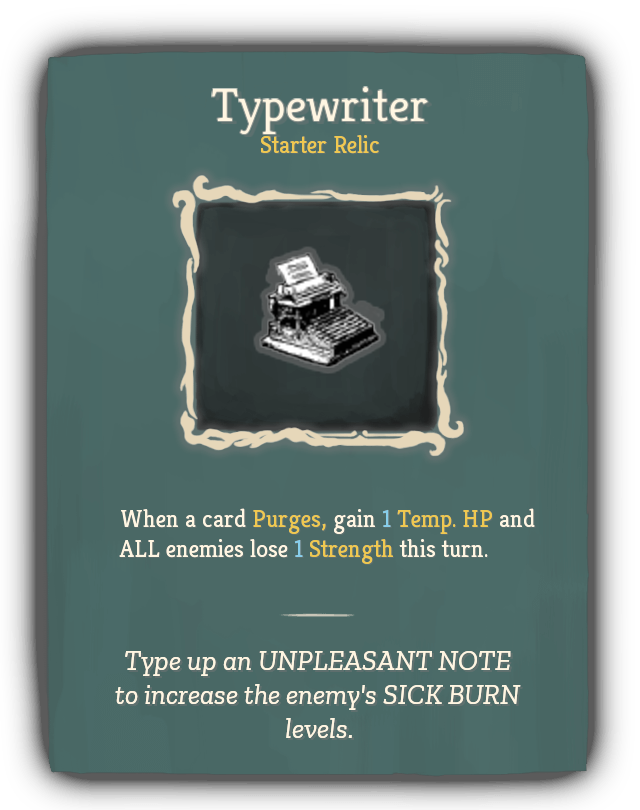 Typewriter
Starter Relic
When a card Purges, gain 1 Temp. HP and
ALL enemies lose 1 Strength this turn.
Type up an UNPLEASANT NOTE
to increase the enemy's SICK BURN
levels.